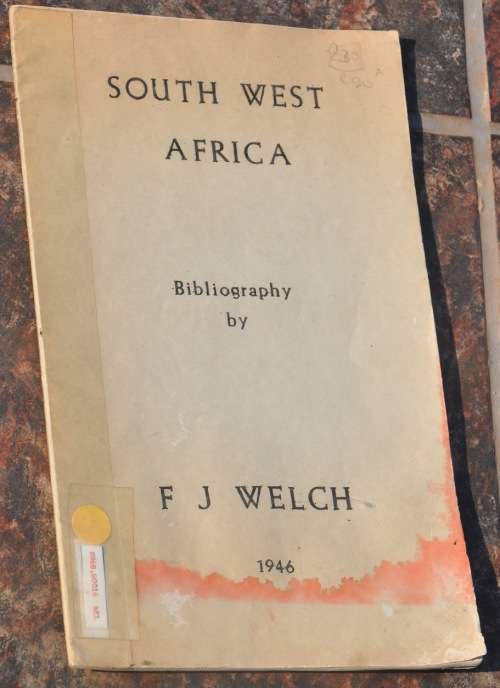 SOUTH WEST
AFRICA
Bibliography
by
F J WELCH
1946